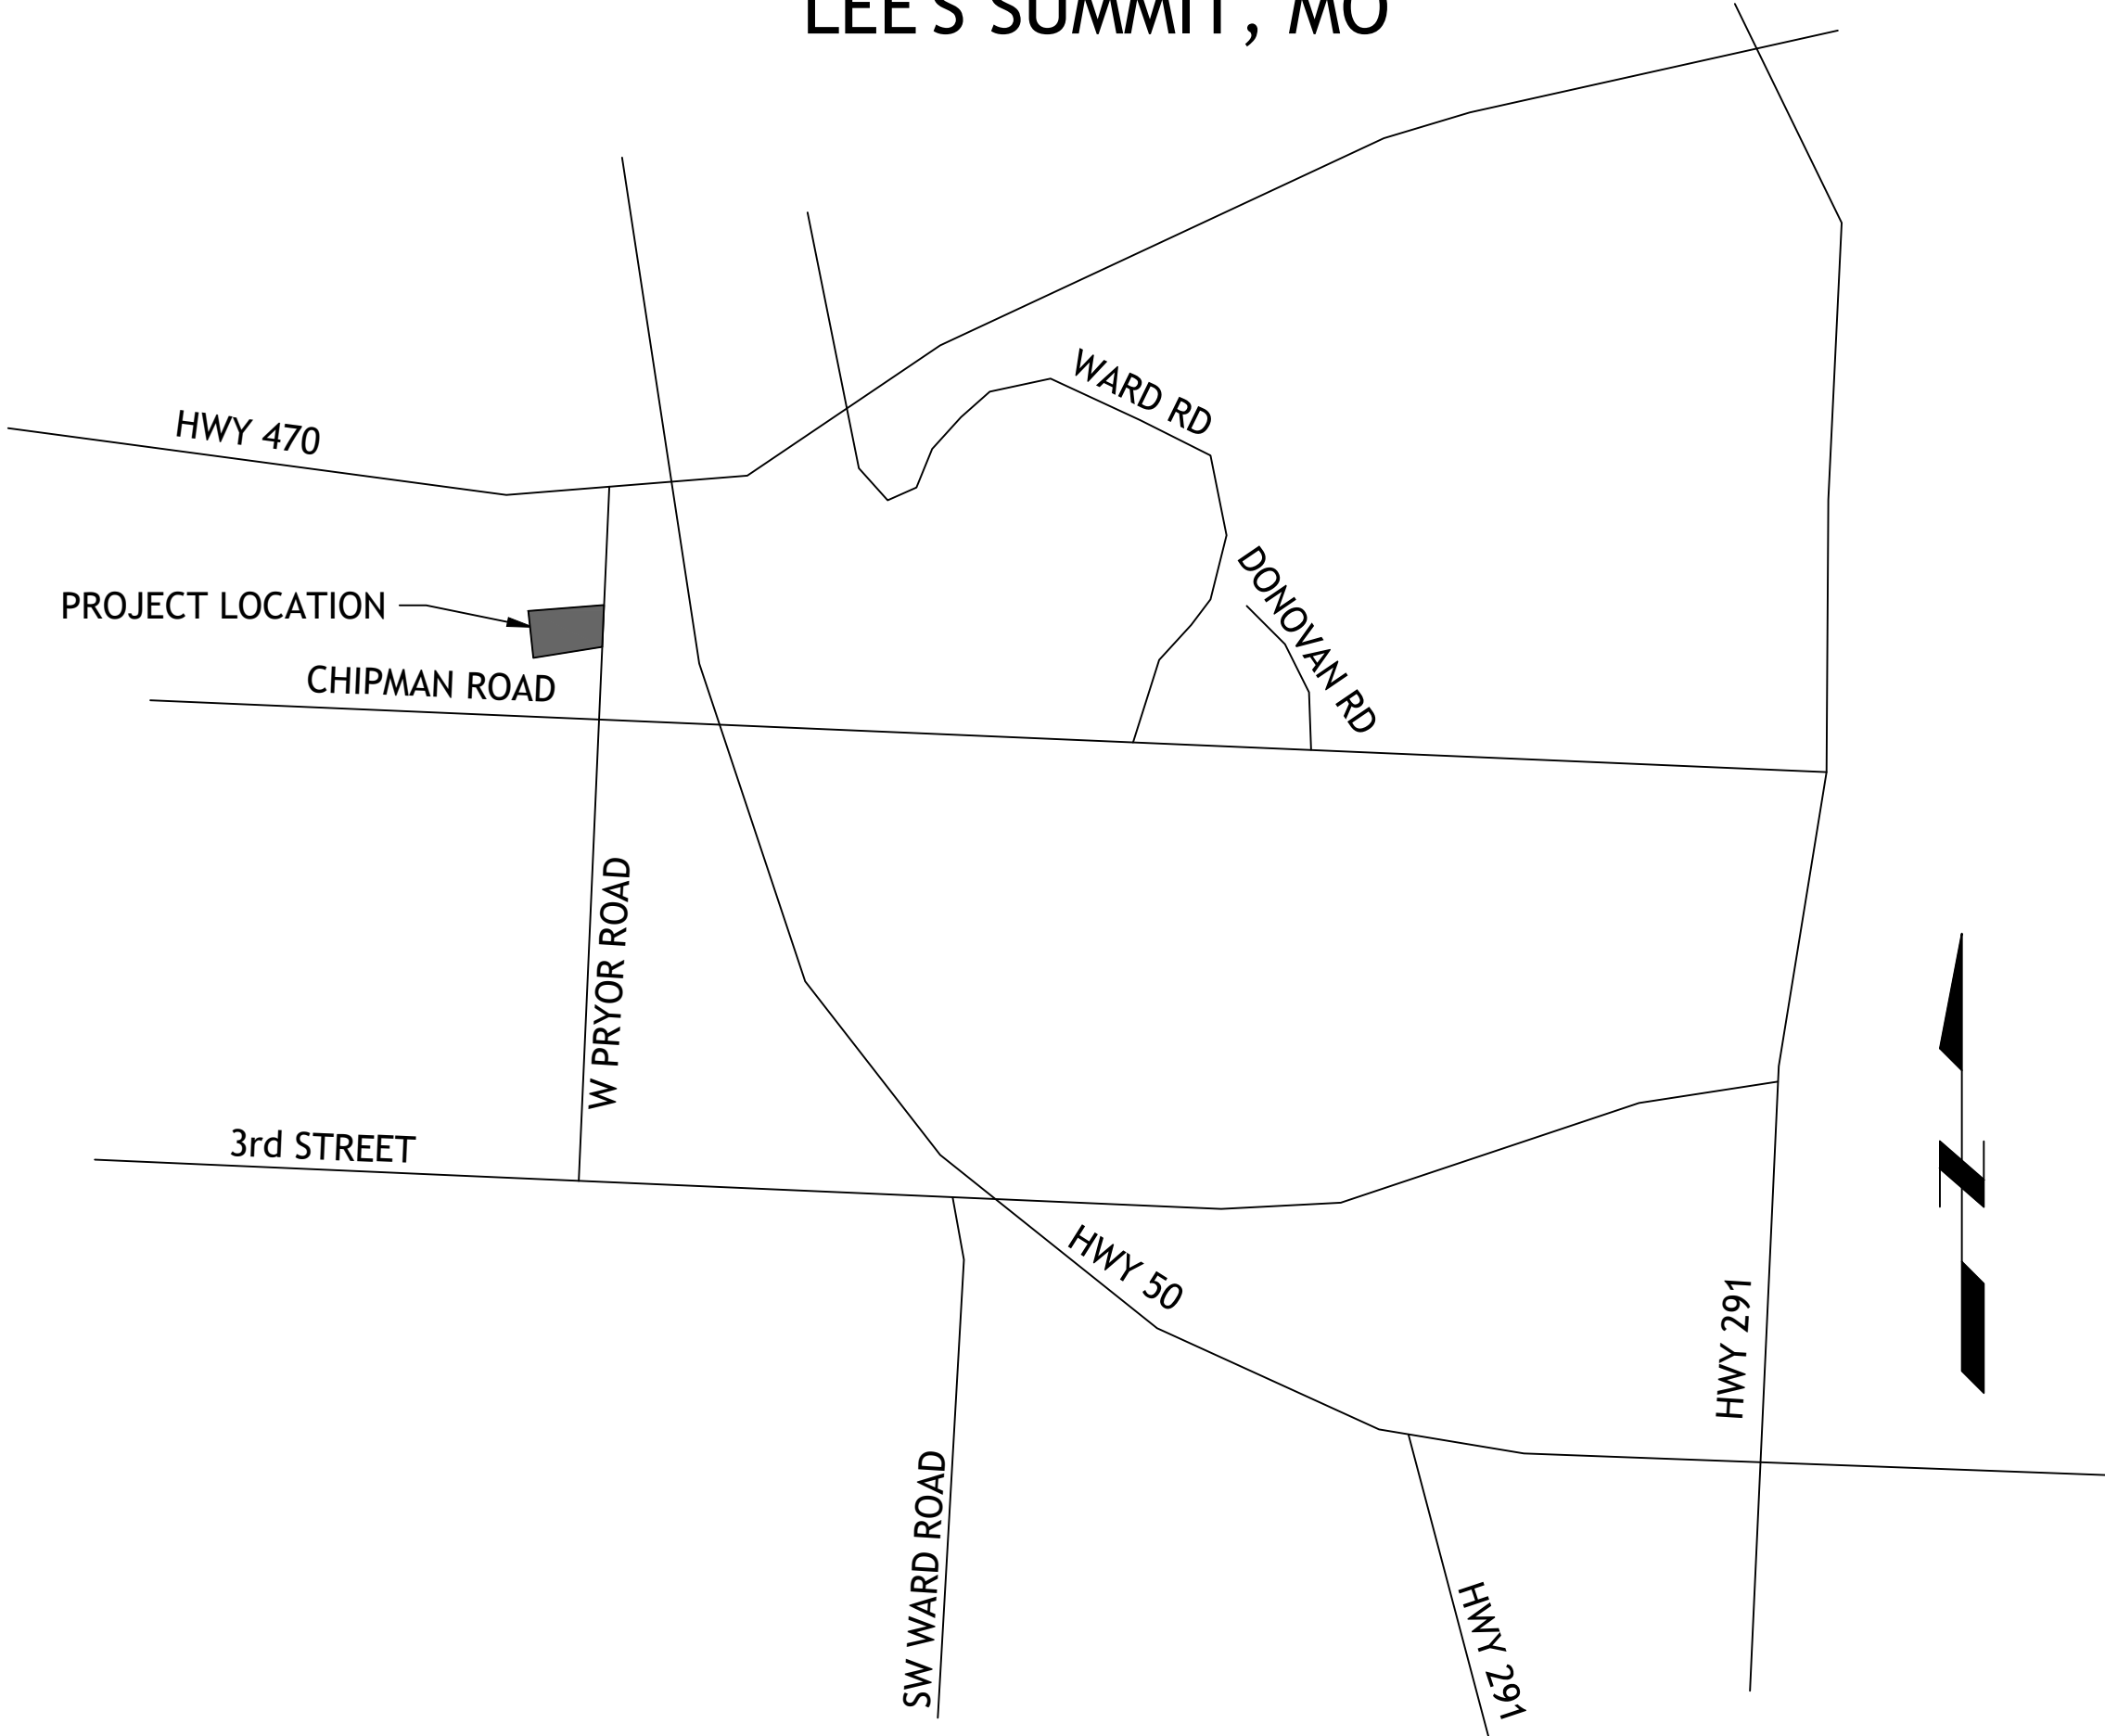 LEE'S SUMMIT, MO
WARD RD
HWY 470
DONOVAN RD
PROJECT LOCATION
CHIPMAN ROAD
W PRYOR ROAD
3rd STREET
N
HWY 50
HWY 291
SW WARD ROAD
HWY 291